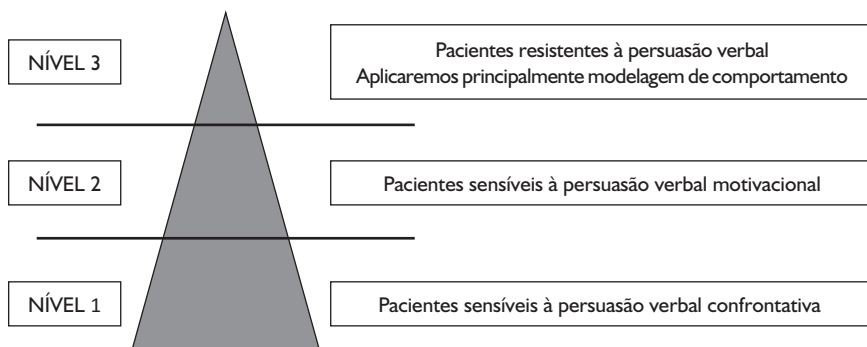 NÍVEL 3
Pacientes resistentes à persuasão verbal
Aplicaremos principalmente modelagem de comportamento
NÍVEL 2
Pacientes sensíveis à persuasão verbal motivacional
NÍVEL 1
Pacientes sensíveis à persuasão verbal confrontativa